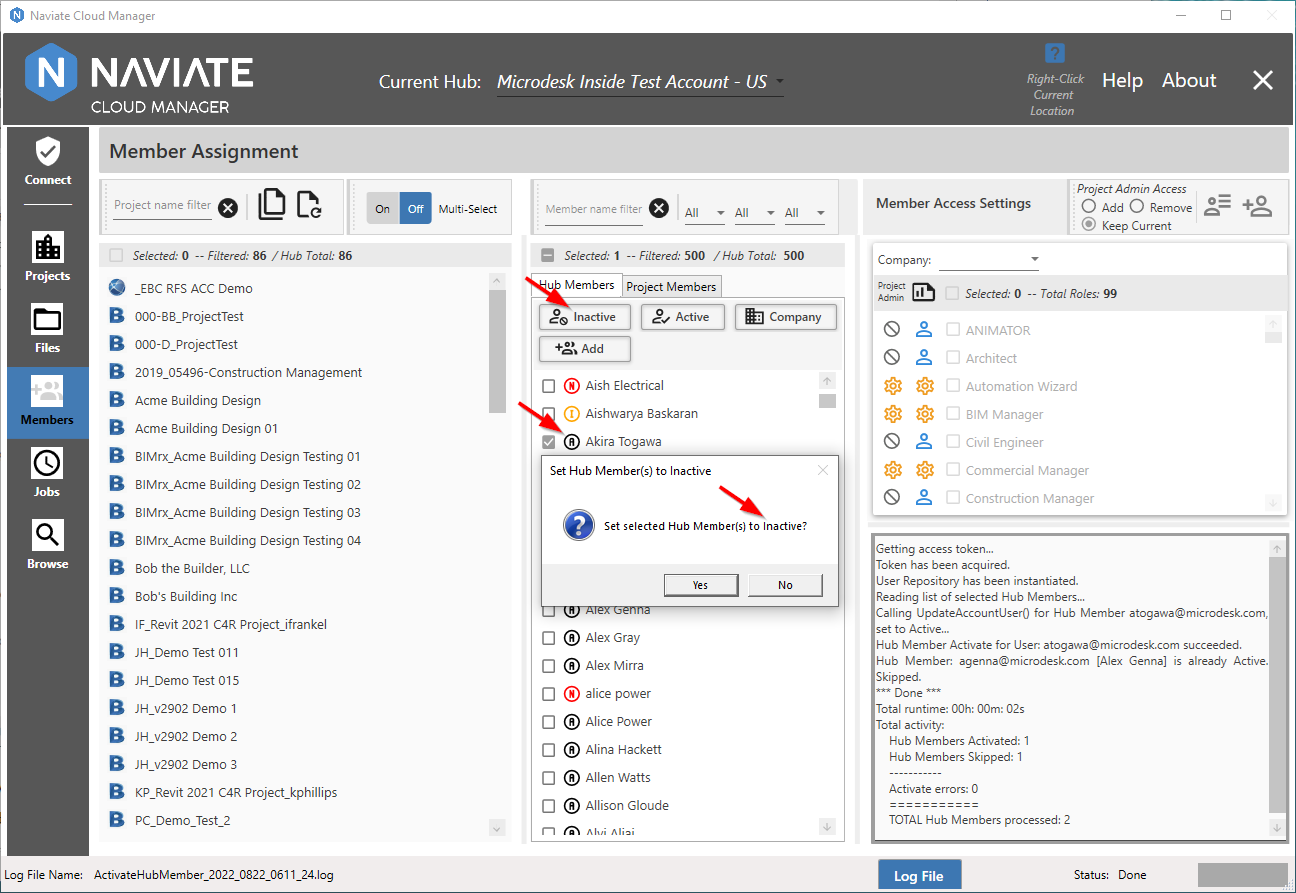 Naviate Cloud Manager
N NAVIATE
CLOUD MANAGER
Current Hub: Microdesk Inside Test Account - US
?
Right-Click
Current
Location
Help About
Connect
Projects
Files
Members
Jobs
Browse
Member Assignment
Project name filter
On Off Multi-Select
Selected: 0 -- Filtered: 86 / Hub Total: 86
_EBC RFS ACC Demo
B 000-BB_ProjectTest
B 000-D_ProjectTest
B 2019_05496-Construction Management
B Acme Building Design
B Acme Building Design 01
B BIMrx_Acme Building Design Testing 01
B BIMrx_Acme Building Design Testing 02
B BIMrx_Acme Building Design Testing 03
B BIMrx_Acme Building Design Testing 04
B Bob the Builder, LLC
B Bob's Building Inc
B IF_Revit 2021 C4R Project_ifrankel
B JH_Demo Test 011
B JH_Demo Test 015
B JH_v2902 Demo 1
B JH_v2902 Demo 2
B JH_v2902 Demo 3
B KP_Revit 2021 C4R Project_kphillips
B PC_Demo_Test_2
Member name filter
All All All
Selected: 1 -- Filtered: 500 / Hub Total: 500
Hub Members Project Members
Inactive Active Company
Add
N Aish Electrical
I Aishwarya Baskaran
A Akira Togawa
Set Hub Member(s) to Inactive
? Set selected Hub Member(s) to Inactive?
Yes No
A Alex Genna
A Alex Gray
A Alex Mirra
N alice power
A Alice Power
A Alina Hackett
A Allen Watts
A Allison Gloude
A Alvi Aliaj
Member Access Settings
Project Admin Access
Add Remove
Keep Current
Company:
Project
Admin
Selected: 0 -- Total Roles: 99
ANIMATOR
Architect
Automation Wizard
BIM Manager
Civil Engineer
Commercial Manager
Construction Manager
Getting access token...
Token has been acquired.
User Repository has been instantiated.
Reading list of selected Hub Members...
Calling UpdateAccountUser() for Hub Member atogawa@microdesk.com,
set to Active...
Hub Member Activate for User: atogawa@microdesk.com succeeded.
Hub Member: agenna@microdesk.com [Alex Genna] is already Active.
Skipped.
*** Done ***
Total runtime: 00h: 00m: 02s
Total activity:
Hub Members Activated: 1
Hub Members Skipped: 1
-----------
Activate errors: 0
===========
TOTAL Hub Members processed: 2
Log File Name: ActivateHubMember_2022_0822_0611_24.log
Log File
Status: Done